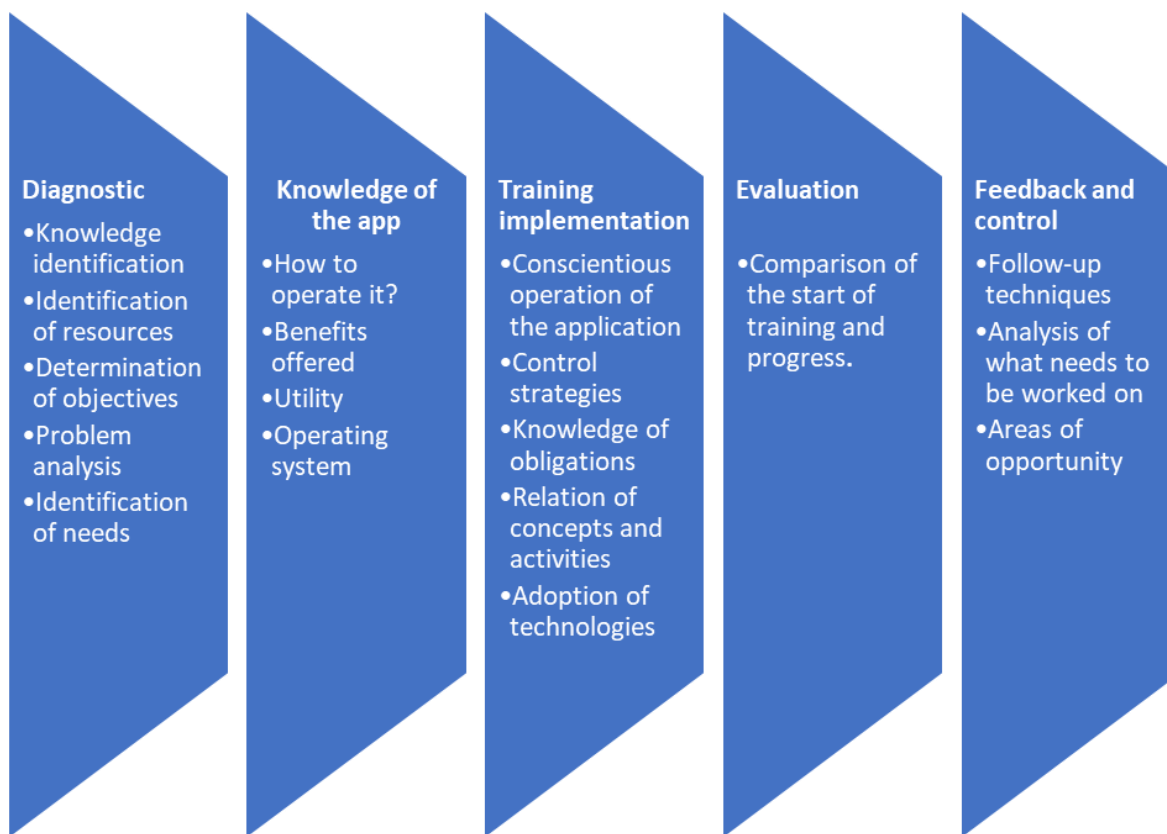 Diagnostic
•Knowledge
identification
•Identification
of resources
•Determination
of objectives
•Problem
analysis
•Identification
of needs
Knowledge of
the app
•How to
operate it?
•Benefits
offered
•Utility
•Operating
system
Training
implementation
•Conscientious
operation of
the application
•Control
strategies
•Knowledge of
obligations
•Relation of
concepts and
activities
•Adoption of
technologies
Evaluation
•Comparison of
the start of
training and
progress.
Feedback and
control
•Follow-up
techniques
•Analysis of
what needs to
be worked on
•Areas of
opportunity